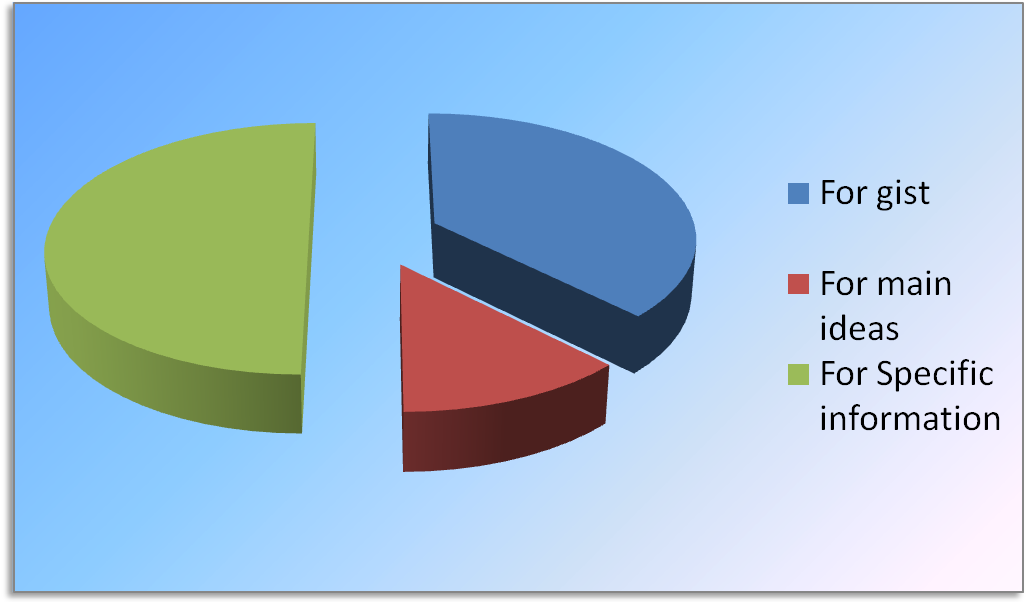 For gist
For main
ideas
For Specific
information